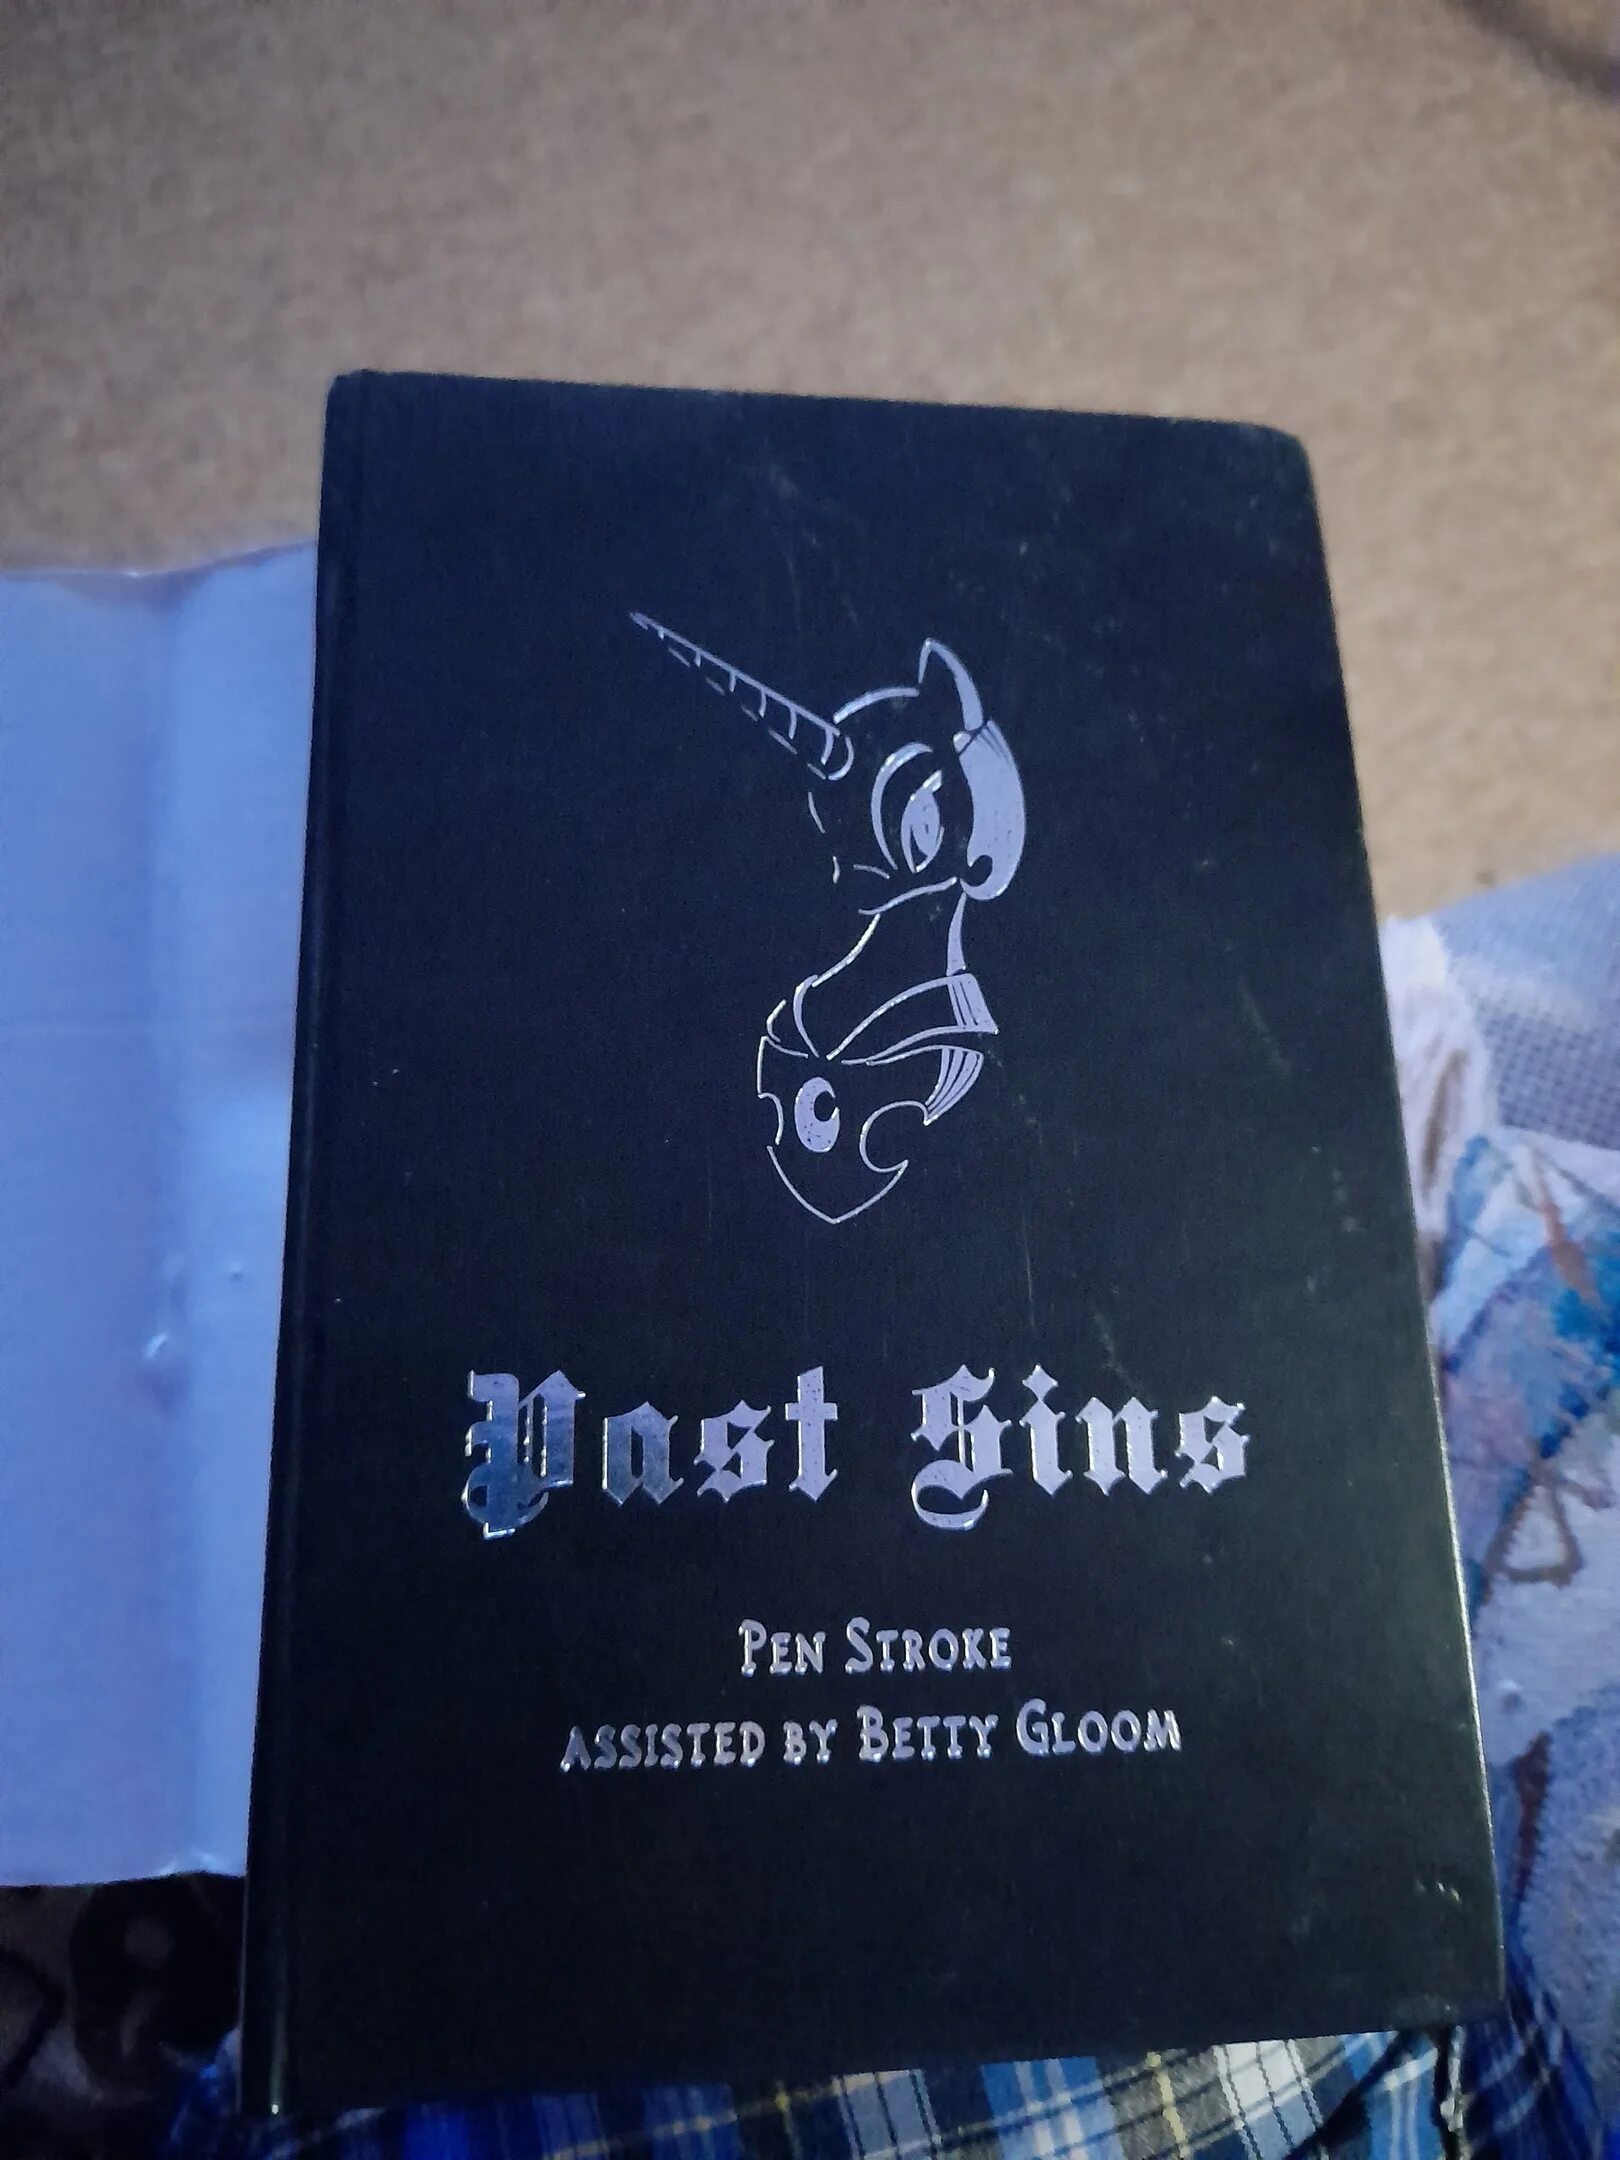 Past Sins
Pen Stroke
assisted by Betty Gloom